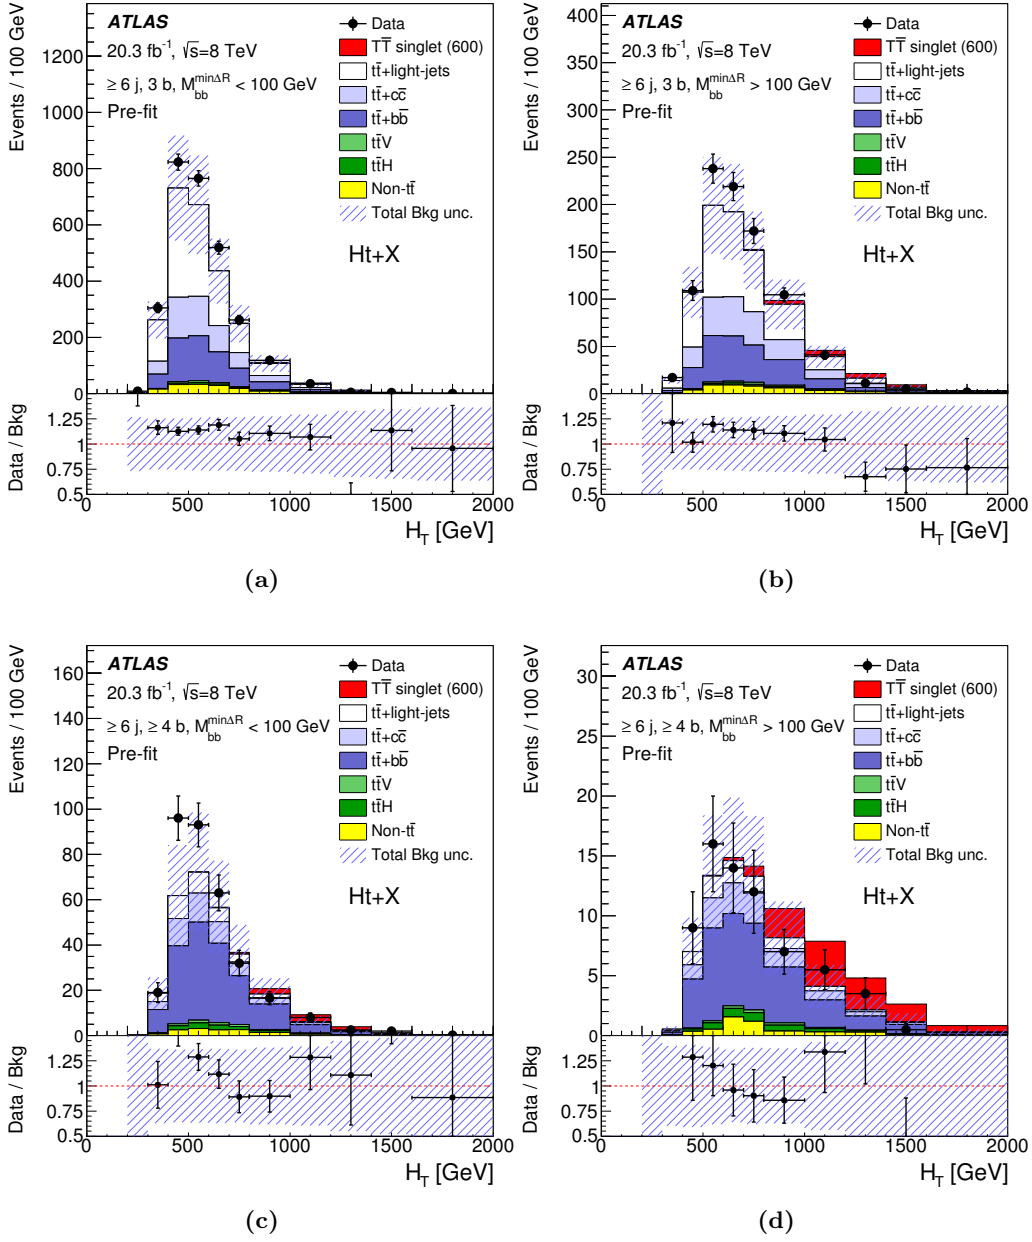 Events / 100 GeV
1200
1000
800
600
400
200
0
ATLAS
20.3 fb⁻¹, √s=8 TeV
≥ 6 j, 3 b, M_bb^minΔR < 100 GeV
Pre-fit
Data
TT̅ singlet (600)
tt̅+light-jets
tt̅+cc̅
tt̅+bb̅
tt̅V
tt̅H
Non-tt̅
Total Bkg unc.
Ht+X
Data / Bkg
1.25
1
0.75
0.5
0 500 1000 1500 2000
H_T [GeV]
(a)
Events / 100 GeV
400
350
300
250
200
150
100
50
0
ATLAS
20.3 fb⁻¹, √s=8 TeV
≥ 6 j, 3 b, M_bb^minΔR > 100 GeV
Pre-fit
Data
TT̅ singlet (600)
tt̅+light-jets
tt̅+cc̅
tt̅+bb̅
tt̅V
tt̅H
Non-tt̅
Total Bkg unc.
Ht+X
Data / Bkg
1.25
1
0.75
0.5
0 500 1000 1500 2000
H_T [GeV]
(b)
Events / 100 GeV
160
140
120
100
80
60
40
20
0
ATLAS
20.3 fb⁻¹, √s=8 TeV
≥ 6 j, ≥ 4 b, M_bb^minΔR < 100 GeV
Pre-fit
Data
TT̅ singlet (600)
tt̅+light-jets
tt̅+cc̅
tt̅+bb̅
tt̅V
tt̅H
Non-tt̅
Total Bkg unc.
Ht+X
Data / Bkg
1.25
1
0.75
0.5
0 500 1000 1500 2000
H_T [GeV]
(c)
Events / 100 GeV
30
25
20
15
10
5
0
ATLAS
20.3 fb⁻¹, √s=8 TeV
≥ 6 j, ≥ 4 b, M_bb^minΔR > 100 GeV
Pre-fit
Data
TT̅ singlet (600)
tt̅+light-jets
tt̅+cc̅
tt̅+bb̅
tt̅V
tt̅H
Non-tt̅
Total Bkg unc.
Ht+X
Data / Bkg
1.25
1
0.75
0.5
0 500 1000 1500 2000
H_T [GeV]
(d)